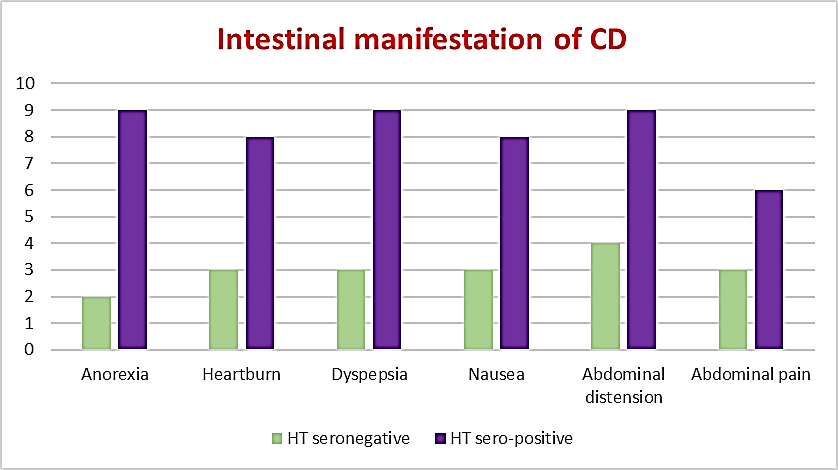 Intestinal manifestation of CD
10
9
8
7
6
5
4
3
2
1
0
Anorexia
Heartburn
Dyspepsia
Nausea
Abdominal
distension
Abdominal pain
HT seronegative
HT sero-positive